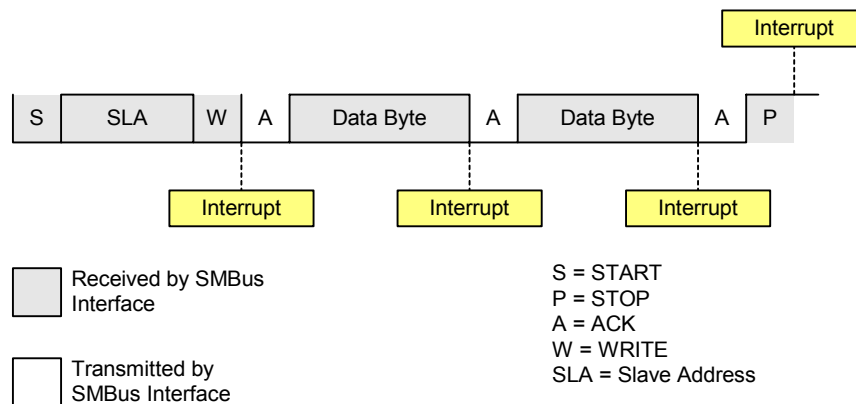 Interrupt
S SLA W A Data Byte A Data Byte A P
Interrupt Interrupt Interrupt
Received by SMBus
Interface
Transmitted by
SMBus Interface
S = START
P = STOP
A = ACK
W = WRITE
SLA = Slave Address